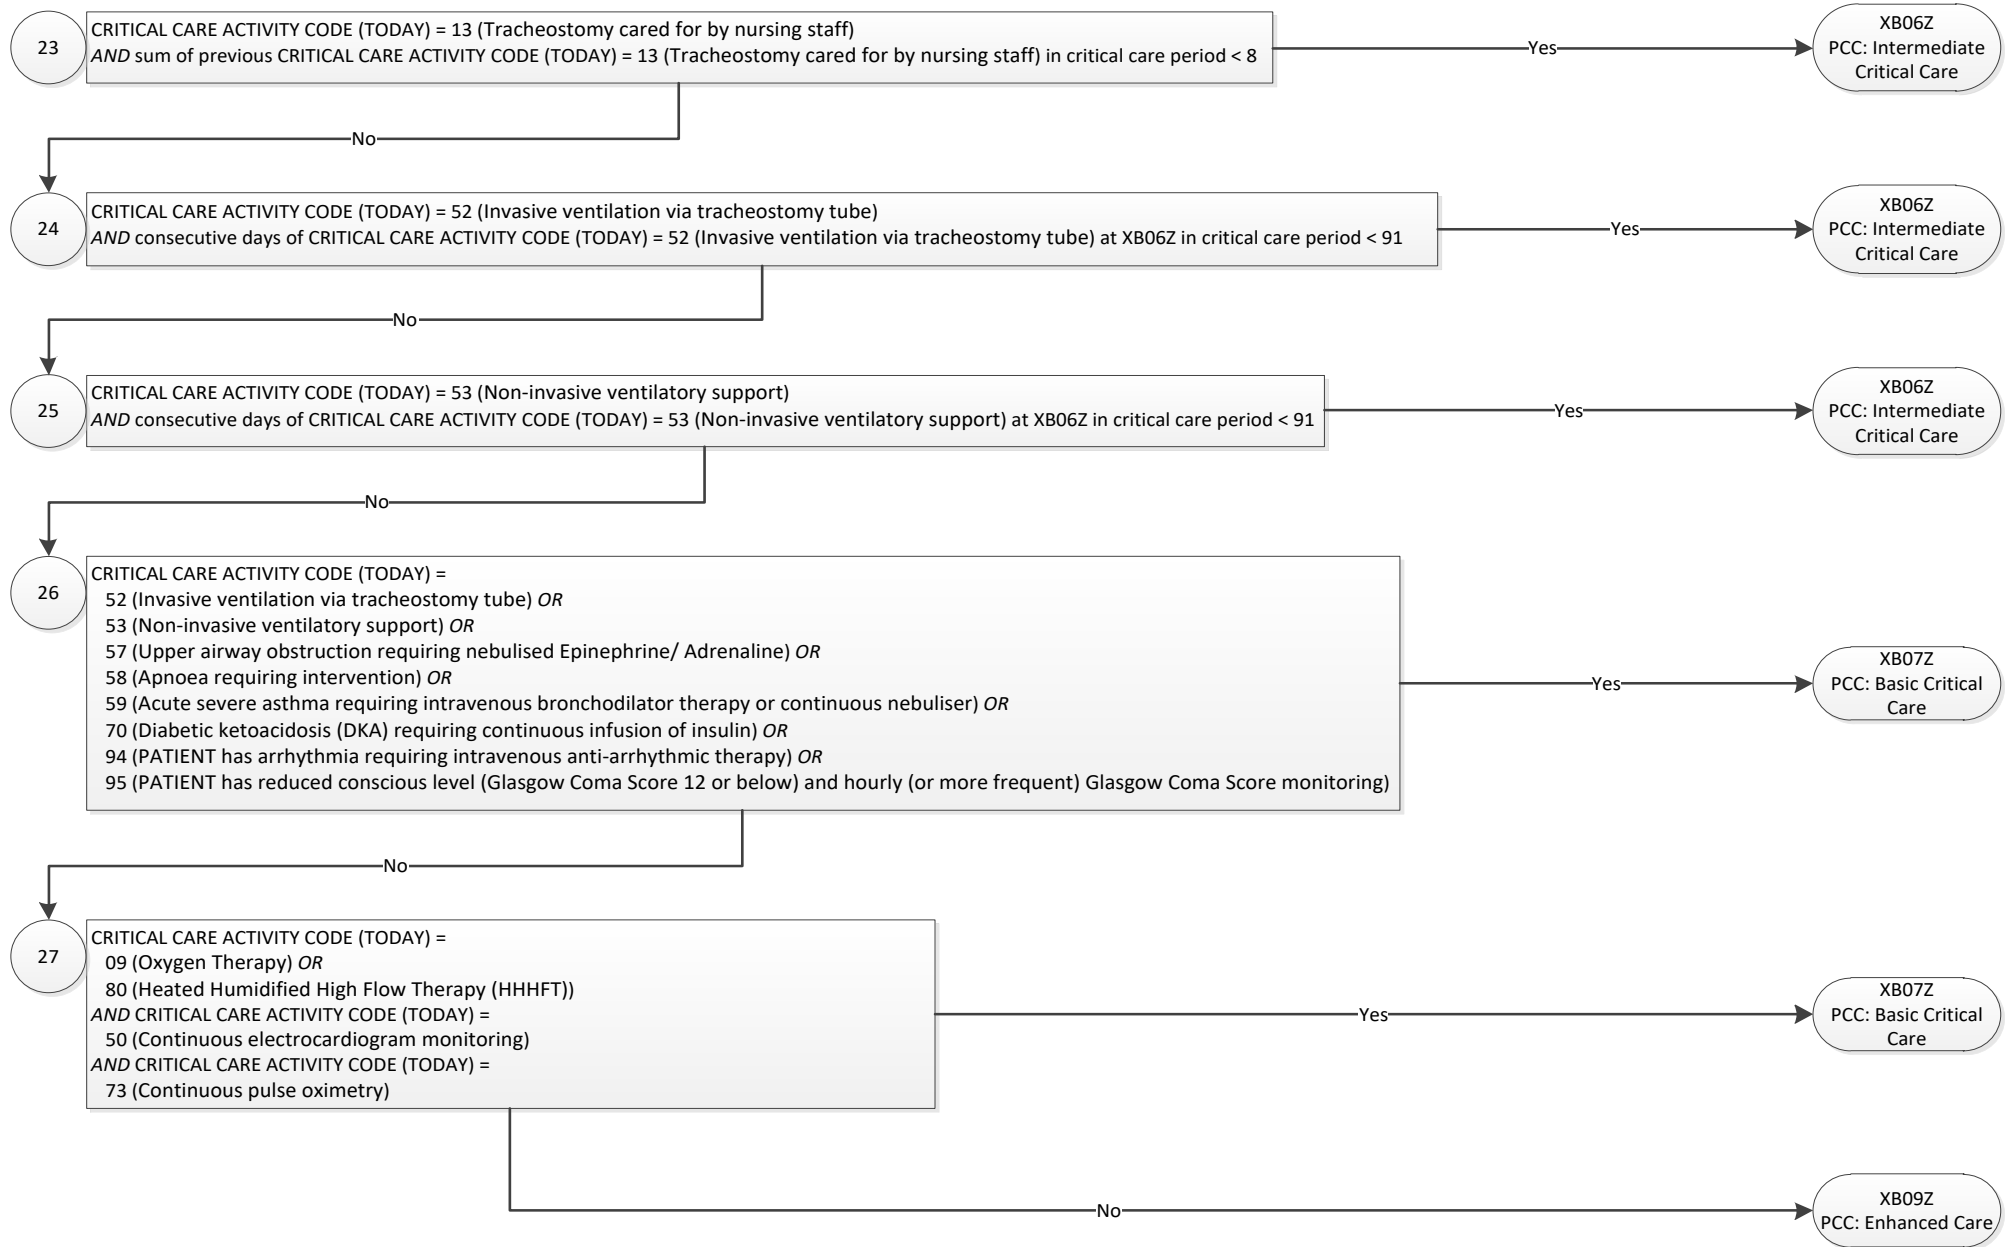 23
CRITICAL CARE ACTIVITY CODE (TODAY) = 13 (Tracheostomy cared for by nursing staff)
AND sum of previous CRITICAL CARE ACTIVITY CODE (TODAY) = 13 (Tracheostomy cared for by nursing staff) in critical care period < 8
Yes
XB06Z
PCC: Intermediate
Critical Care
No
24
CRITICAL CARE ACTIVITY CODE (TODAY) = 52 (Invasive ventilation via tracheostomy tube)
AND consecutive days of CRITICAL CARE ACTIVITY CODE (TODAY) = 52 (Invasive ventilation via tracheostomy tube) at XB06Z in critical care period < 91
Yes
XB06Z
PCC: Intermediate
Critical Care
No
25
CRITICAL CARE ACTIVITY CODE (TODAY) = 53 (Non-invasive ventilatory support)
AND consecutive days of CRITICAL CARE ACTIVITY CODE (TODAY) = 53 (Non-invasive ventilatory support) at XB06Z in critical care period < 91
Yes
XB06Z
PCC: Intermediate
Critical Care
No
26
CRITICAL CARE ACTIVITY CODE (TODAY) =
52 (Invasive ventilation via tracheostomy tube) OR
53 (Non-invasive ventilatory support) OR
57 (Upper airway obstruction requiring nebulised Epinephrine/ Adrenaline) OR
58 (Apnoea requiring intervention) OR
59 (Acute severe asthma requiring intravenous bronchodilator therapy or continuous nebuliser) OR
70 (Diabetic ketoacidosis (DKA) requiring continuous infusion of insulin) OR
94 (PATIENT has arrhythmia requiring intravenous anti-arrhythmic therapy) OR
95 (PATIENT has reduced conscious level (Glasgow Coma Score 12 or below) and hourly (or more frequent) Glasgow Coma Score monitoring)
Yes
XB07Z
PCC: Basic Critical
Care
No
27
CRITICAL CARE ACTIVITY CODE (TODAY) =
09 (Oxygen Therapy) OR
80 (Heated Humidified High Flow Therapy (HHHFT))
AND CRITICAL CARE ACTIVITY CODE (TODAY) =
50 (Continuous electrocardiogram monitoring)
AND CRITICAL CARE ACTIVITY CODE (TODAY) =
73 (Continuous pulse oximetry)
Yes
XB07Z
PCC: Basic Critical
Care
No
XB09Z
PCC: Enhanced Care